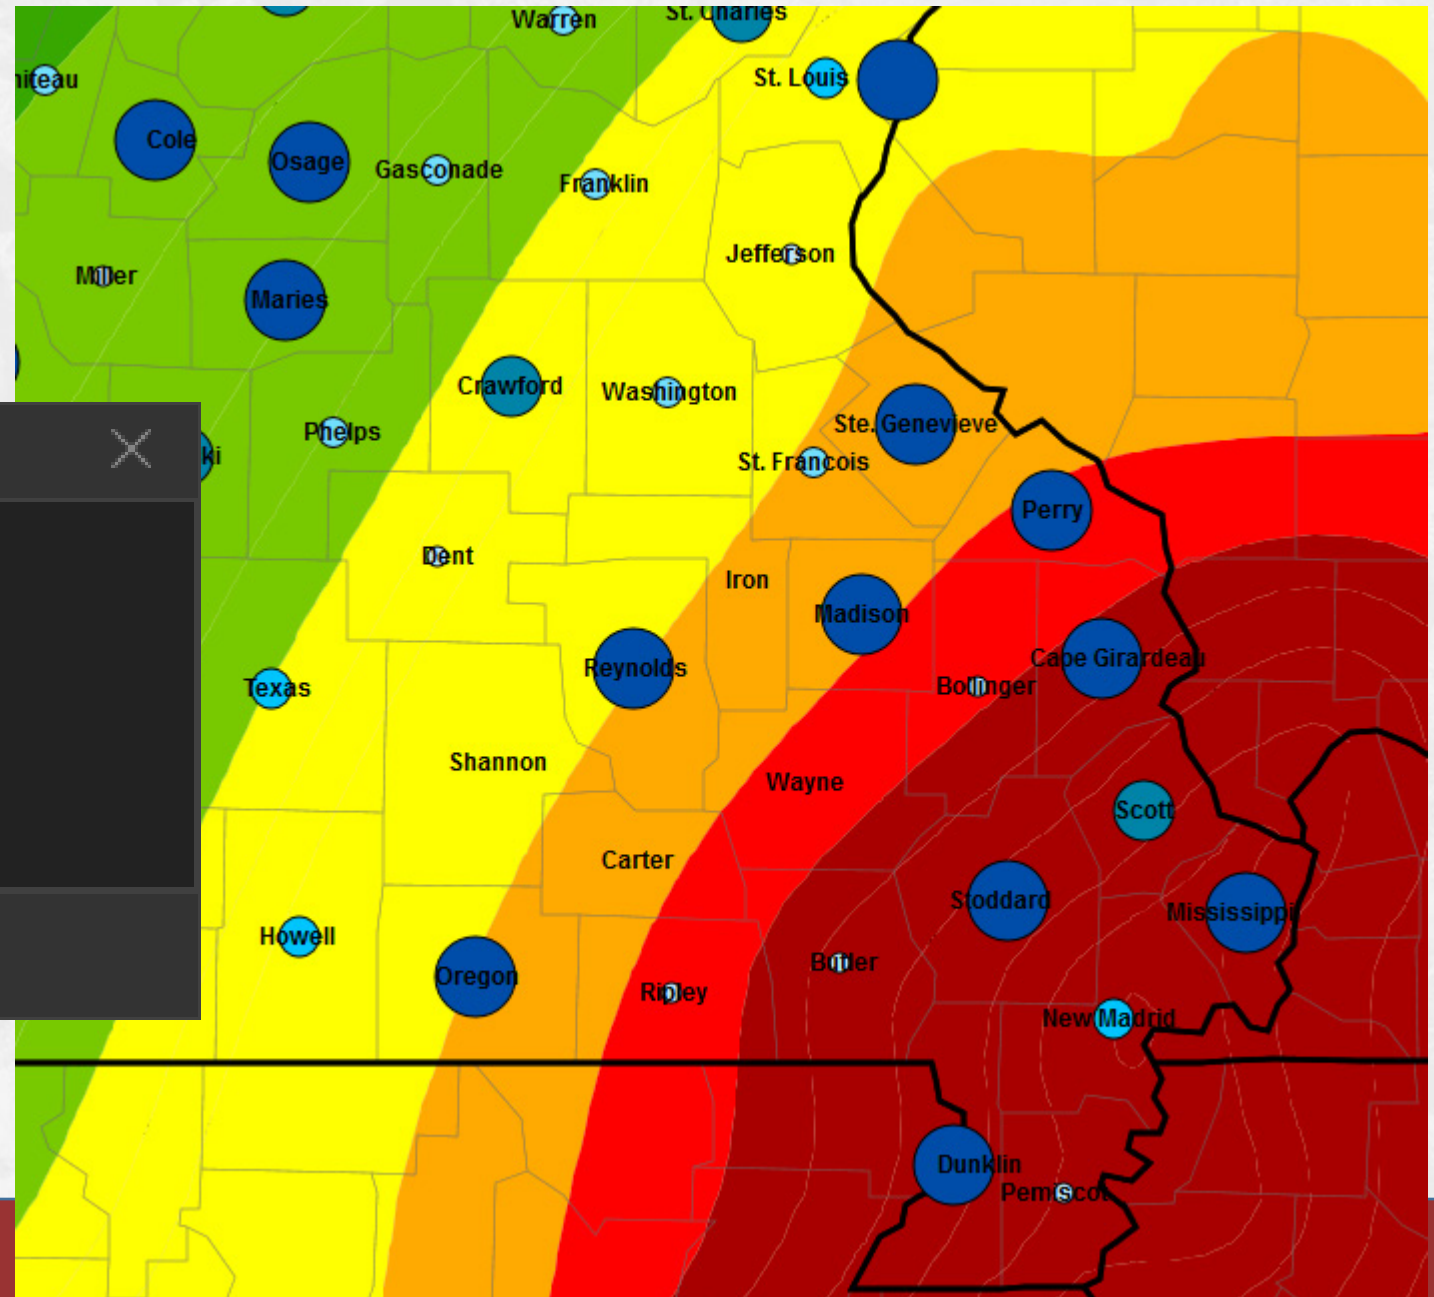 Warren
St. Charles
St. Louis
niteau
Cole
Osage
Gasconade
Franklin
Jefferson
Miller
Maries
Crawford
Washington
Ste. Genevieve
Phelps
ki
St. Francois
Perry
Dent
Iron
Madison
Reynolds
Cape Girardeau
Texas
Bollinger
Shannon
Wayne
Scott
Carter
Stoddard
Mississippi
Howell
Butler
Oregon
Ripley
New Madrid
Dunklin
Pemiscot